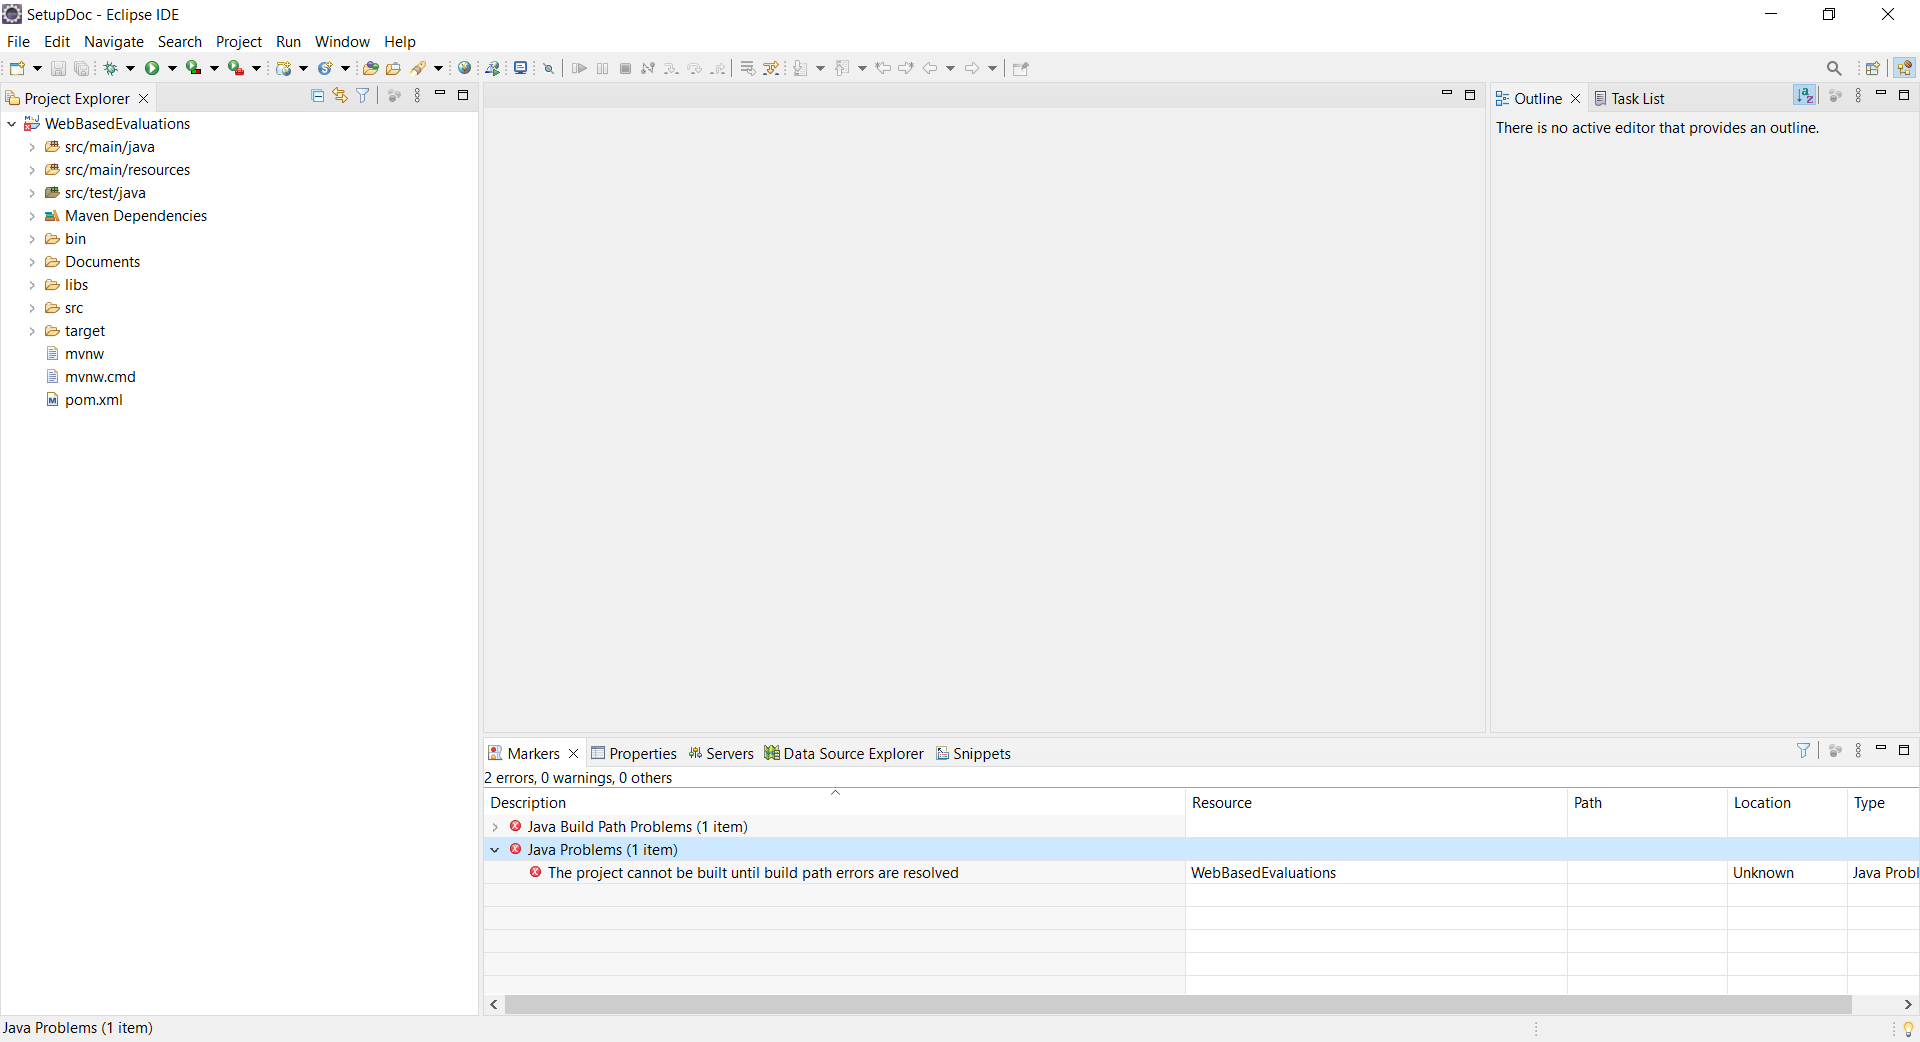 SetupDoc - Eclipse IDE
File Edit Navigate Search Project Run Window Help
Project Explorer
WebBasedEvaluations
src/main/java
src/main/resources
src/test/java
Maven Dependencies
bin
Documents
libs
src
target
mvnw
mvnw.cmd
pom.xml
Outline Task List
There is no active editor that provides an outline.
Markers Properties Servers Data Source Explorer Snippets
2 errors, 0 warnings, 0 others
Description Resource Path Location Type
Java Build Path Problems (1 item)
Java Problems (1 item)
The project cannot be built until build path errors are resolved WebBasedEvaluations Unknown Java Probl
Java Problems (1 item)